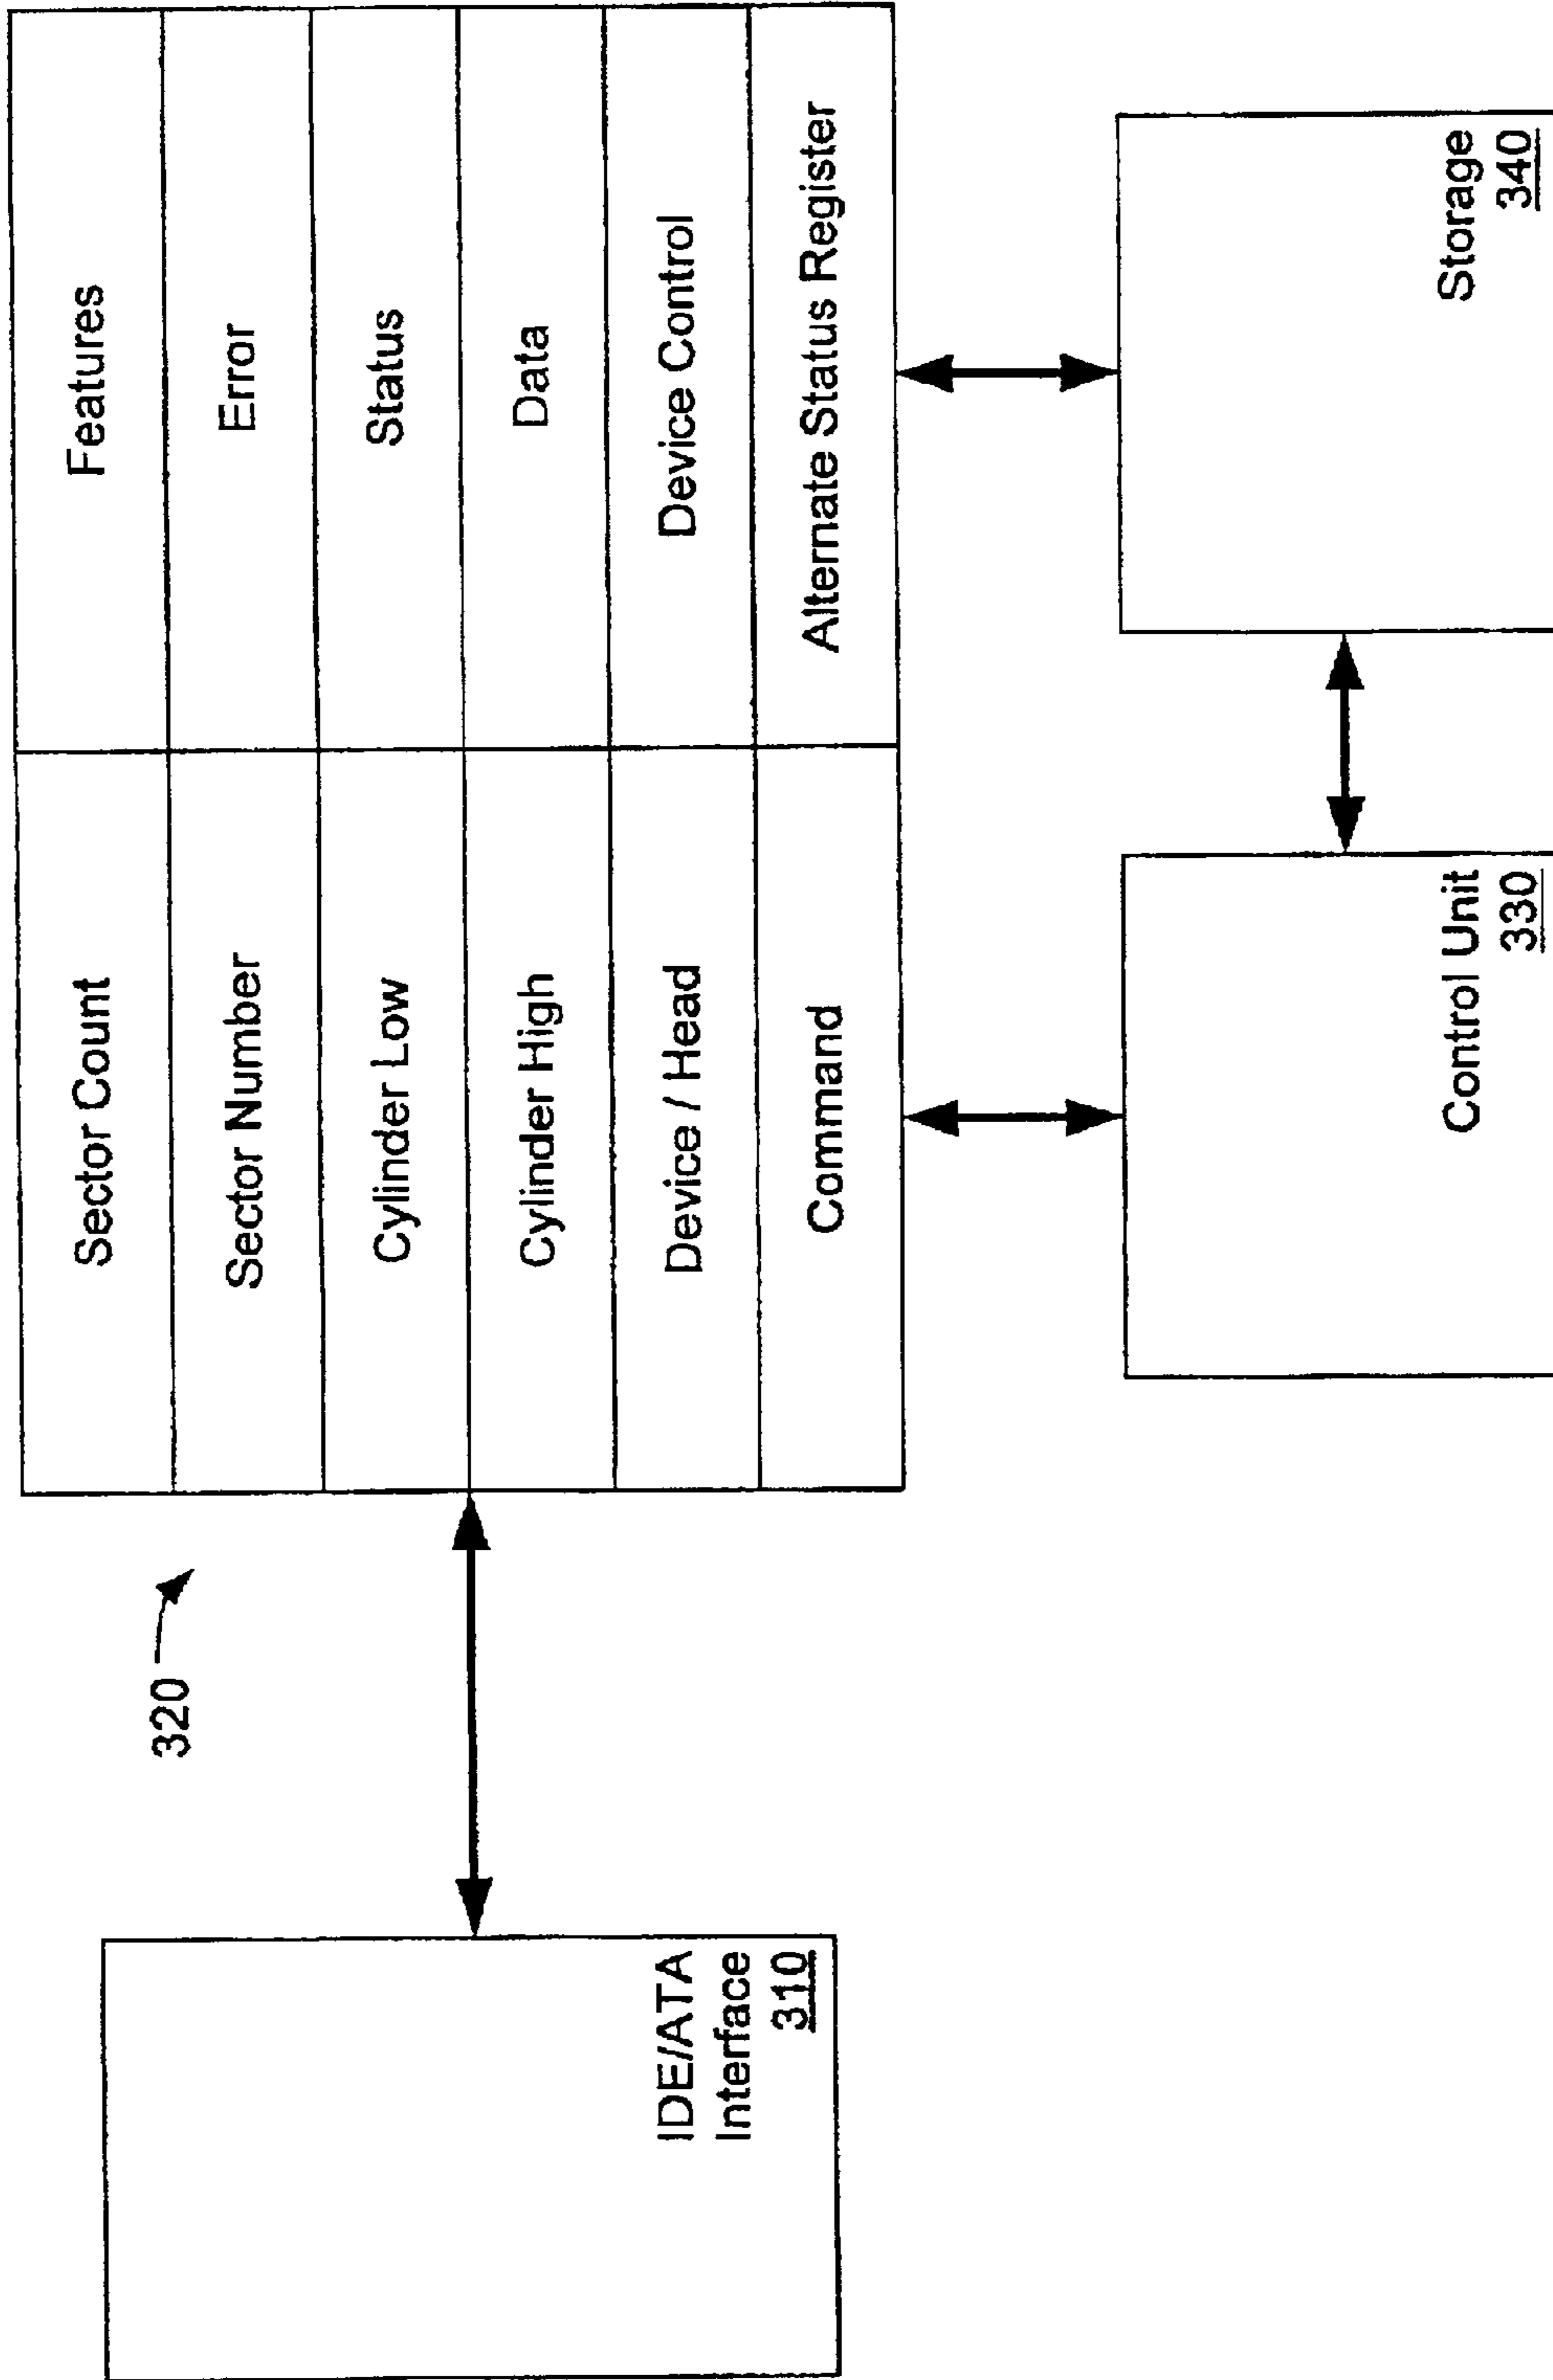 320
Sector Count
Features
Sector Number
Error
Cylinder Low
Status
Cylinder High
Data
Device / Head
Device Control
Command
Alternate Status Register
IDE/ATA
Interface
310
Control Unit
330
Storage
340